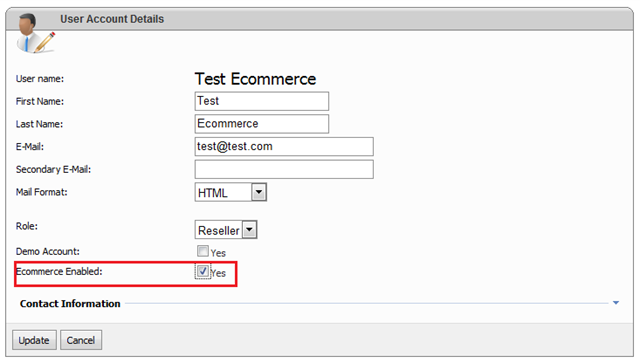 User Account Details
User name: Test Ecommerce
First Name: Test
Last Name: Ecommerce
E-Mail: test@test.com
Secondary E-Mail:
Mail Format: HTML
Role: Reseller
Demo Account: Yes
Ecommerce Enabled: Yes
Contact Information
Update Cancel